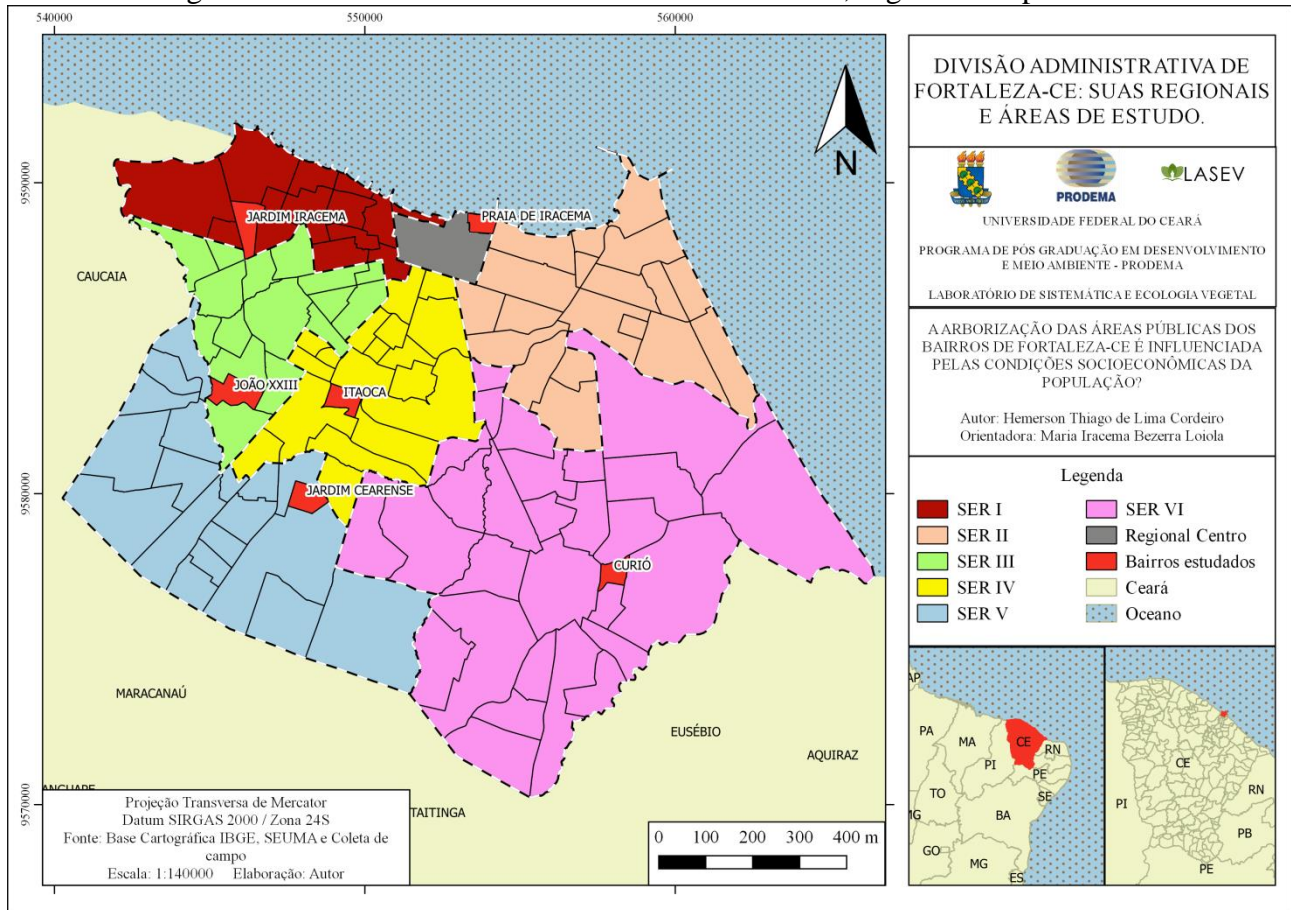 540000
550000
560000
9590000
9580000
9570000
JARDIM IRACEMA
PRAIA DE IRACEMA
CAUCAIA
JOÃO XXIII
ITAOCA
JARDIM CEARENSE
CURIÓ
MARACANAÚ
EUSÉBIO
AQUIRAZ
TAITINGA
N
Projeção Transversa de Mercator
Datum SIRGAS 2000 / Zona 24S
Fonte: Base Cartográfica IBGE, SEUMA e Coleta de
campo
Escala: 1:140000 Elaboração: Autor
0 100 200 300 400 m
DIVISÃO ADMINISTRATIVA DE
FORTALEZA-CE: SUAS REGIONAIS
E ÁREAS DE ESTUDO.
PRODEMA
LASEV
UNIVERSIDADE FEDERAL DO CEARÁ
PROGRAMA DE PÓS GRADUAÇÃO EM DESENVOLVIMENTO
E MEIO AMBIENTE - PRODEMA
LABORATÓRIO DE SISTEMÁTICA E ECOLOGIA VEGETAL
A ARBORIZAÇÃO DAS ÁREAS PÚBLICAS DOS
BAIRROS DE FORTALEZA-CE É INFLUENCIADA
PELAS CONDIÇÕES SOCIOECONÔMICAS DA
POPULAÇÃO?
Autor: Hemerson Thiago de Lima Cordeiro
Orientadora: Maria Iracema Bezerra Loiola
Legenda
SER I
SER II
SER III
SER IV
SER V
SER VI
Regional Centro
Bairros estudados
Ceará
Oceano
AP
PA
MA
CE
RN
PI
PE
TO
SE
BA
MG
GO
MG
ES
CE
RN
PI
PB
PE